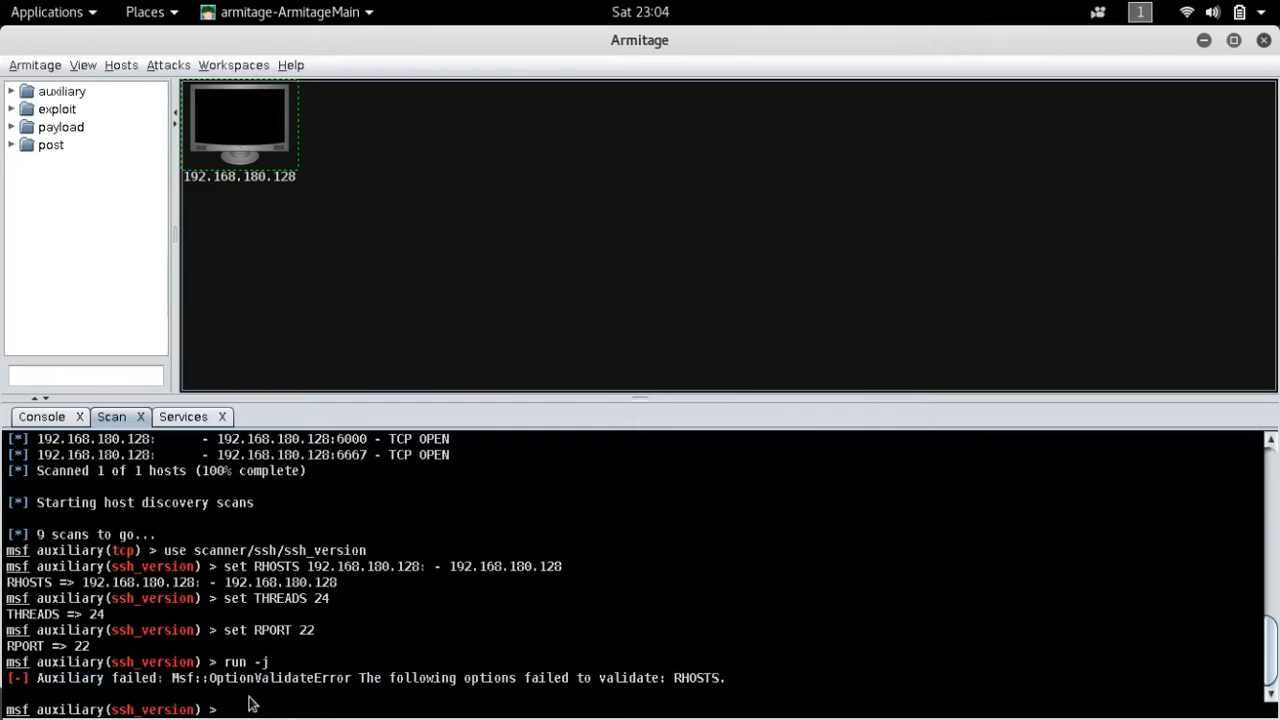 Applications Places armitage-ArmitageMain Sat 23:04 1
Armitage
Armitage View Hosts Attacks Workspaces Help
auxiliary
exploit
payload
post
192.168.180.128
Console X Scan X Services X
[*] 192.168.180.128: - 192.168.180.128:6000 - TCP OPEN
[*] 192.168.180.128: - 192.168.180.128:6667 - TCP OPEN
[*] Scanned 1 of 1 hosts (100% complete)
[*] Starting host discovery scans
[*] 9 scans to go...
msf auxiliary(tcp) > use scanner/ssh/ssh_version
msf auxiliary(ssh_version) > set RHOSTS 192.168.180.128: - 192.168.180.128
RHOSTS => 192.168.180.128: - 192.168.180.128
msf auxiliary(ssh_version) > set THREADS 24
THREADS => 24
msf auxiliary(ssh_version) > set RPORT 22
RPORT => 22
msf auxiliary(ssh_version) > run -j
[-] Auxiliary failed: Msf::OptionValidateError The following options failed to validate: RHOSTS.
msf auxiliary(ssh_version) >